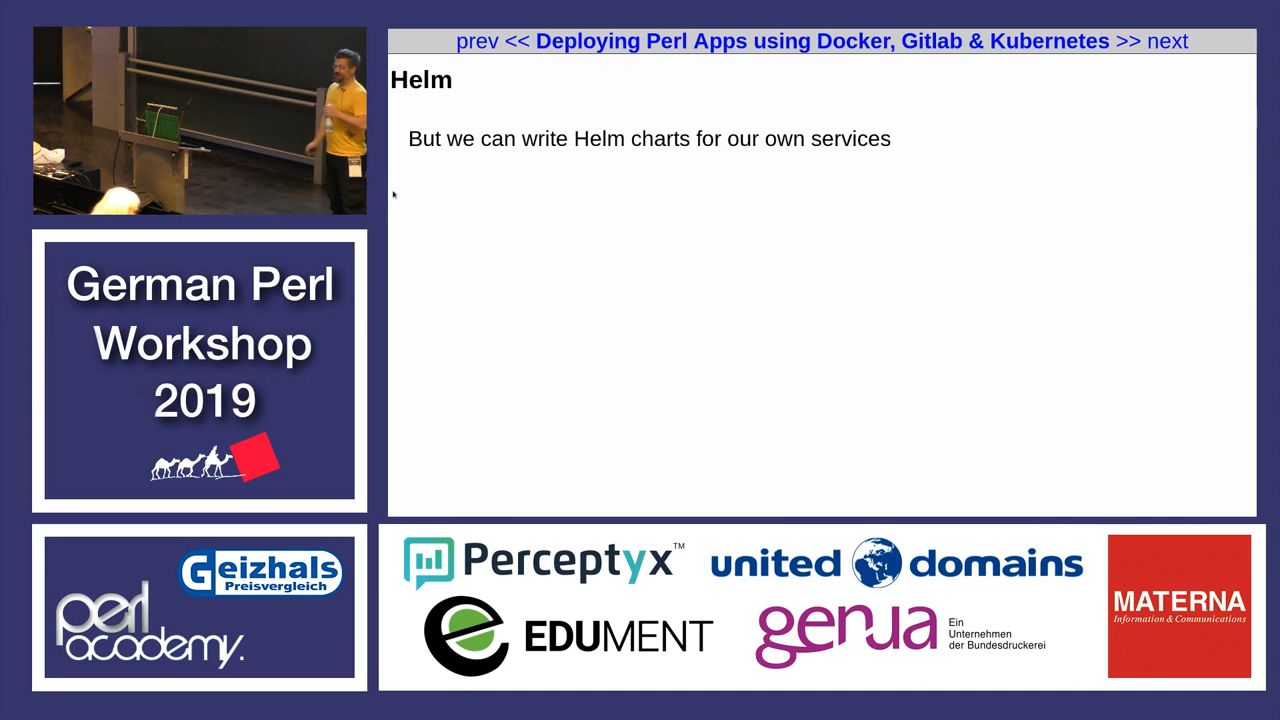 prev << Deploying Perl Apps using Docker, Gitlab & Kubernetes >> next
Helm
But we can write Helm charts for our own services
German Perl
Workshop
2019
Geizhals
Preisvergleich
perl
academy.
Perceptyx™
united domains
EDUMENT
genua
Ein
Unternehmen
der Bundesdruckerei
MATERNA
Information & Communications